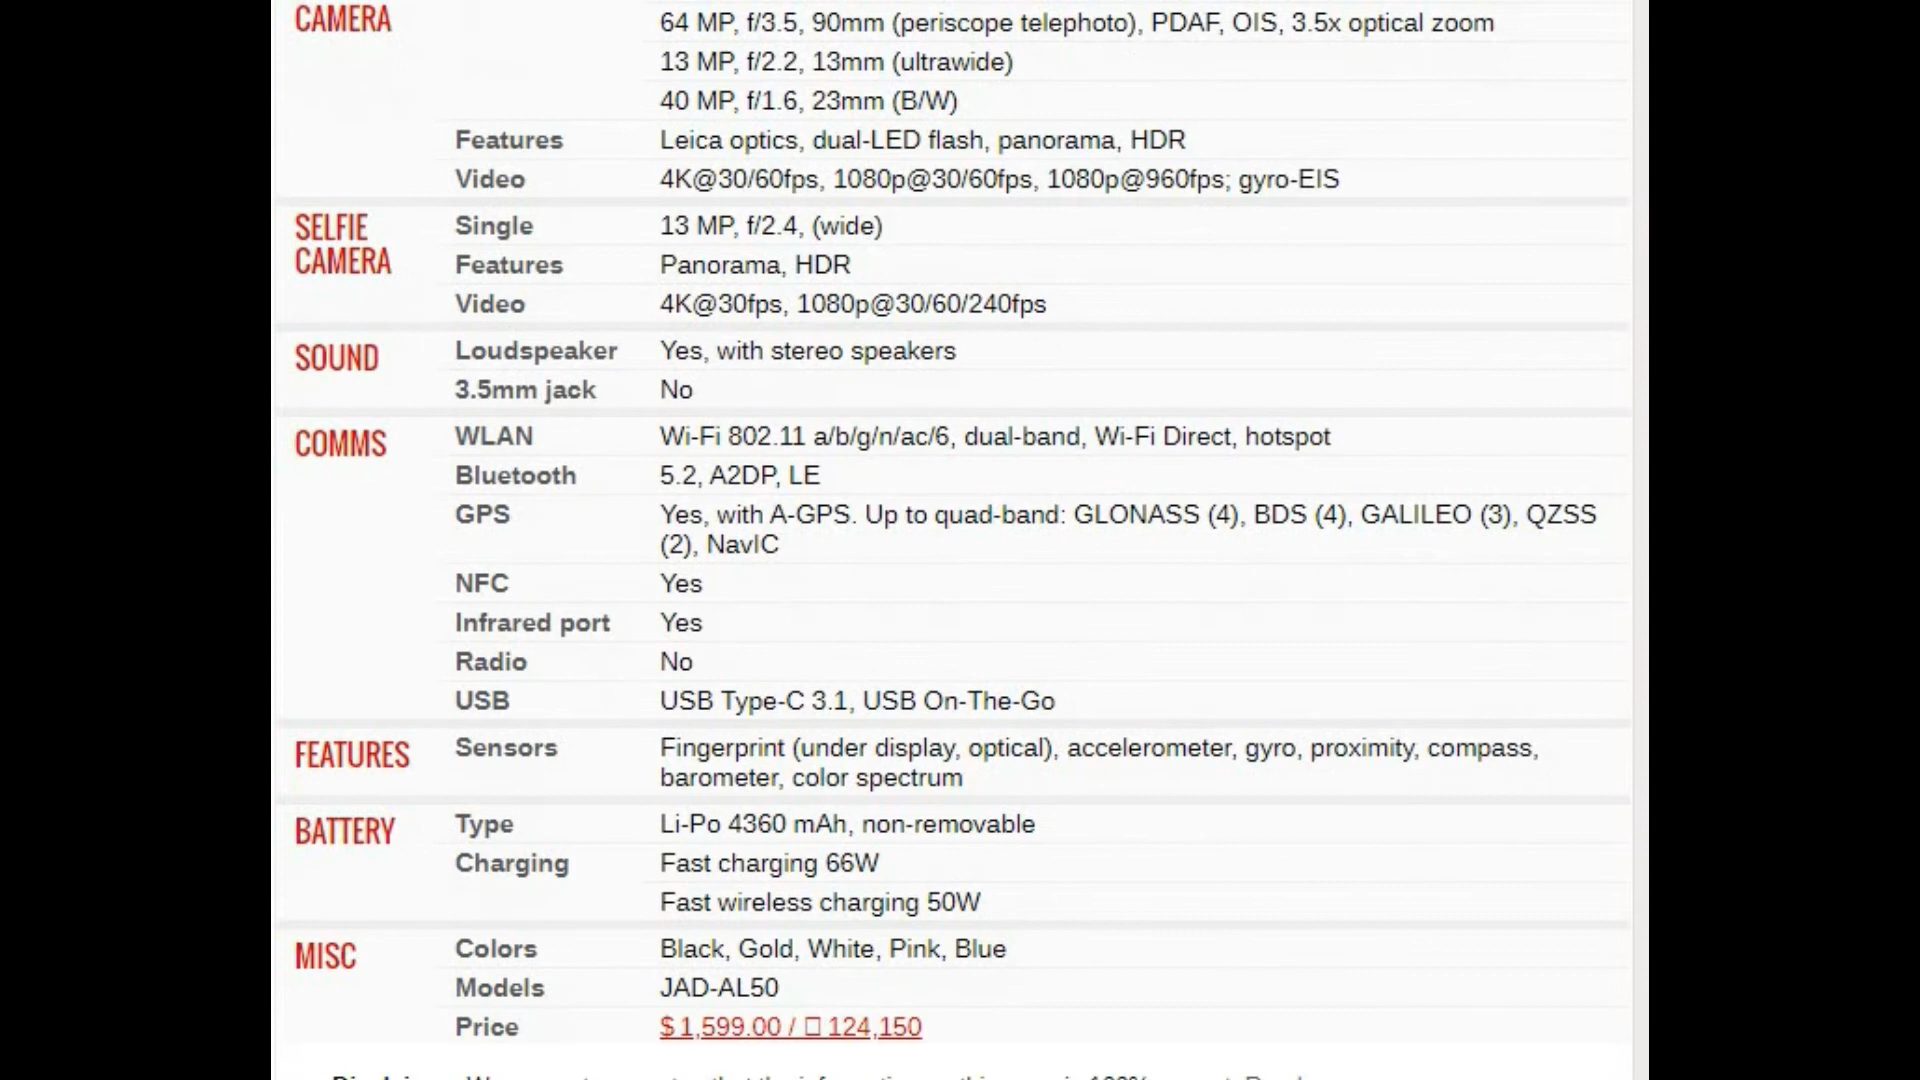 CAMERA
64 MP, f/3.5, 90mm (periscope telephoto), PDAF, OIS, 3.5x optical zoom
13 MP, f/2.2, 13mm (ultrawide)
40 MP, f/1.6, 23mm (B/W)
Features Leica optics, dual-LED flash, panorama, HDR
Video 4K@30/60fps, 1080p@30/60fps, 1080p@960fps; gyro-EIS
SELFIE CAMERA
Single 13 MP, f/2.4, (wide)
Features Panorama, HDR
Video 4K@30fps, 1080p@30/60/240fps
SOUND
Loudspeaker Yes, with stereo speakers
3.5mm jack No
COMMS
WLAN Wi-Fi 802.11 a/b/g/n/ac/6, dual-band, Wi-Fi Direct, hotspot
Bluetooth 5.2, A2DP, LE
GPS Yes, with A-GPS. Up to quad-band: GLONASS (4), BDS (4), GALILEO (3), QZSS
(2), NavIC
NFC Yes
Infrared port Yes
Radio No
USB USB Type-C 3.1, USB On-The-Go
FEATURES
Sensors Fingerprint (under display, optical), accelerometer, gyro, proximity, compass,
barometer, color spectrum
BATTERY
Type Li-Po 4360 mAh, non-removable
Charging Fast charging 66W
Fast wireless charging 50W
MISC
Colors Black, Gold, White, Pink, Blue
Models JAD-AL50
Price $ 1,599.00 / □ 124,150